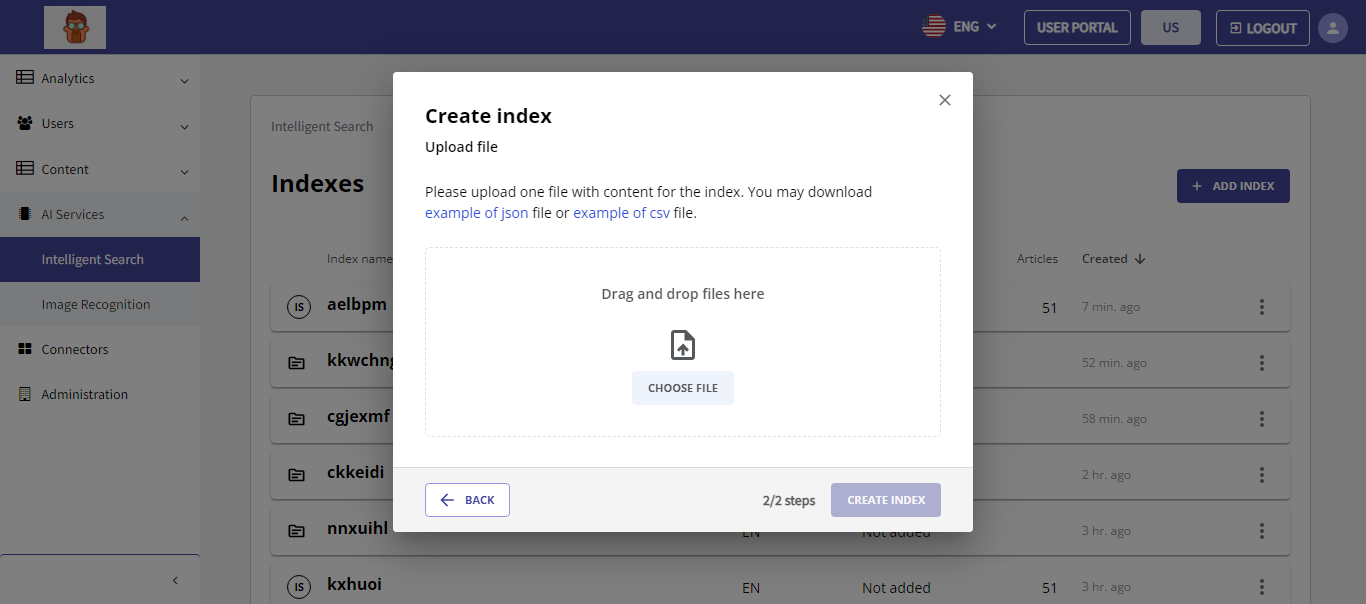 ENG
USER PORTAL
US
LOGOUT
Analytics
Users
Content
AI Services
Intelligent Search
Image Recognition
Connectors
Administration
Intelligent Search
Indexes
ADD INDEX
Index name
Articles
Created
IS
aelbpm
51
7 min. ago
kkwchn
52 min. ago
cgjexmf
58 min. ago
ckkeidi
2 hr. ago
nnxuihl
EN
Not added
3 hr. ago
IS
kxhuoi
EN
Not added
51
3 hr. ago
Create index
Upload file
Please upload one file with content for the index. You may download
example of json file or example of csv file.
Drag and drop files here
CHOOSE FILE
BACK
2/2 steps
CREATE INDEX